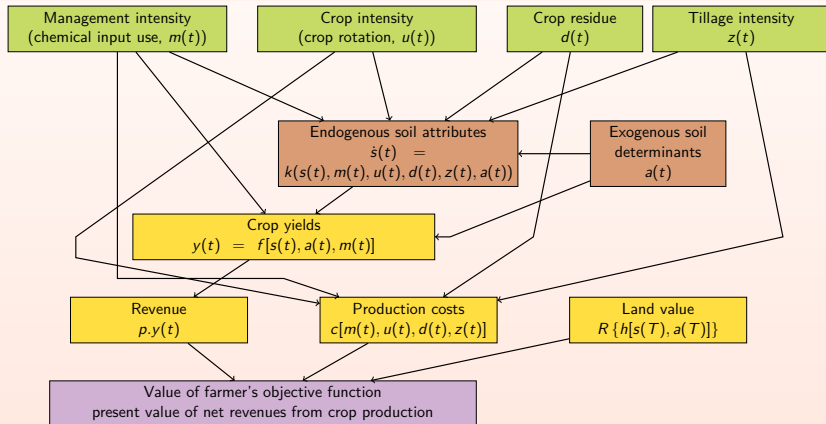 Management intensity
(chemical input use, m(t))
Crop intensity
(crop rotation, u(t))
Crop residue
d(t)
Tillage intensity
z(t)
Endogenous soil attributes
ṡ(t) =
k(s(t), m(t), u(t), d(t), z(t), a(t))
Exogenous soil
determinants
a(t)
Crop yields
y(t) = f[s(t), a(t), m(t)]
Revenue
p.y(t)
Production costs
c[m(t), u(t), d(t), z(t)]
Land value
R {h[s(T), a(T)]}
Value of farmer's objective function
present value of net revenues from crop production